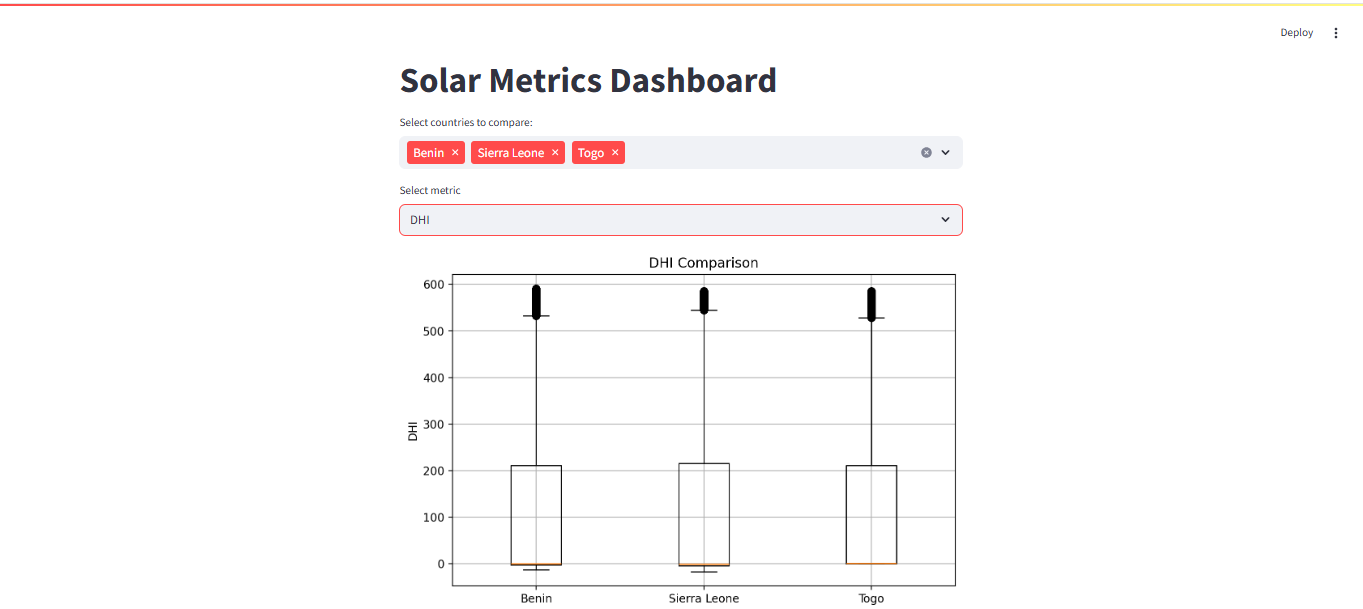 Deploy
Solar Metrics Dashboard
Select countries to compare:
Benin × Sierra Leone × Togo ×
Select metric
DHI
DHI Comparison
600
500
400
300
200
100
0
DHI
Benin Sierra Leone Togo